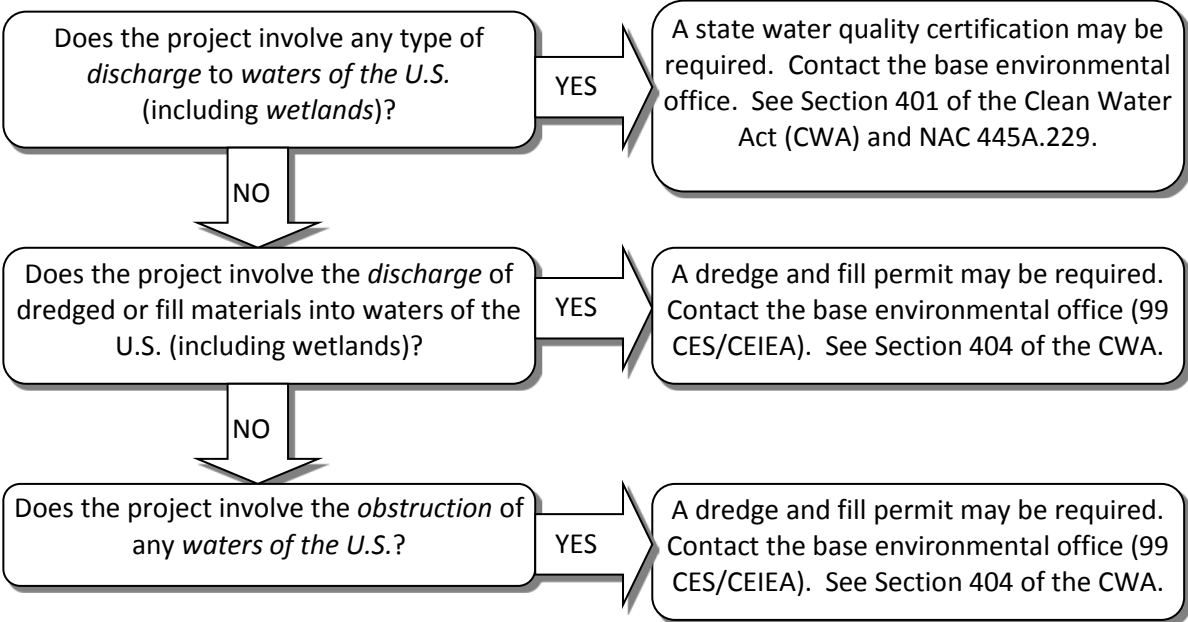 Does the project involve any type of
discharge to waters of the U.S.
(including wetlands)?
YES
A state water quality certification may be
required.  Contact the base environmental
office.  See Section 401 of the Clean Water
Act (CWA) and NAC 445A.229.
NO
Does the project involve the discharge of
dredged or fill materials into waters of the
U.S. (including wetlands)?
YES
A dredge and fill permit may be required.
Contact the base environmental office (99
CES/CEIEA).  See Section 404 of the CWA.
NO
Does the project involve the obstruction of
any waters of the U.S.?
YES
A dredge and fill permit may be required.
Contact the base environmental office (99
CES/CEIEA).  See Section 404 of the CWA.